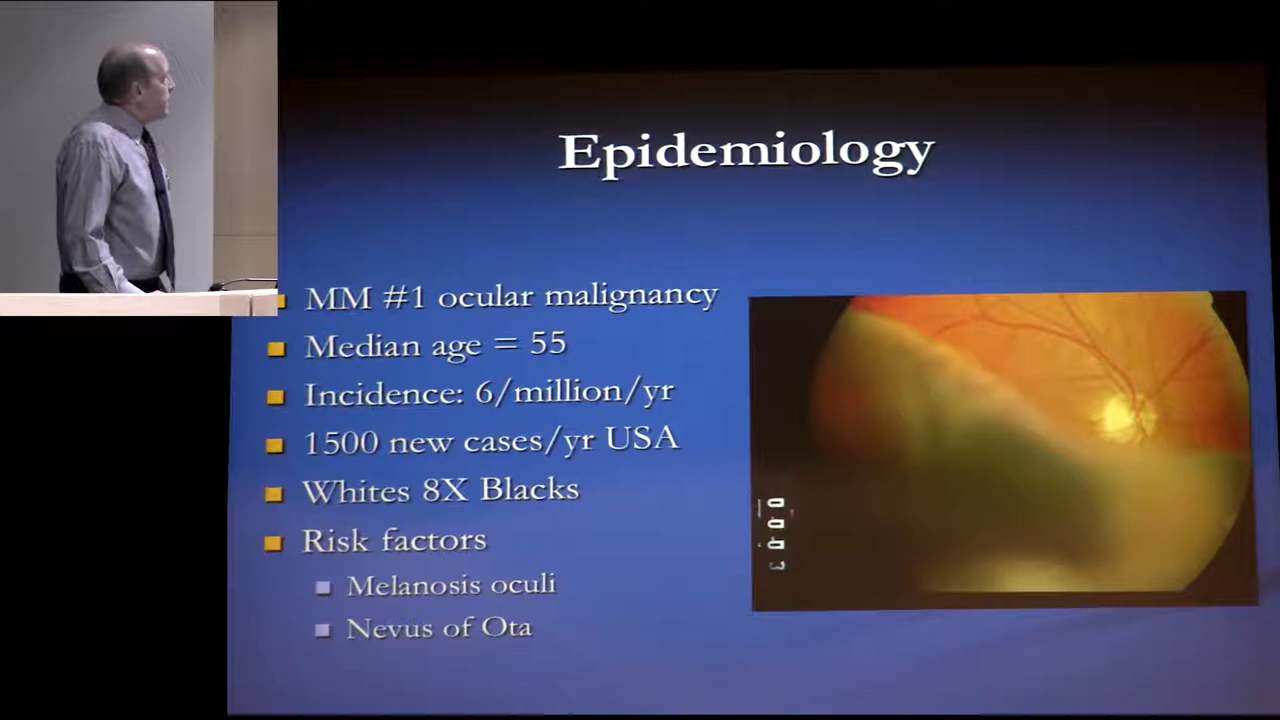 Epidemiology
MM #1 ocular malignancy
Median age = 55
Incidence: 6/million/yr
1500 new cases/yr USA
Whites 8X Blacks
Risk factors
Melanosis oculi
Nevus of Ota